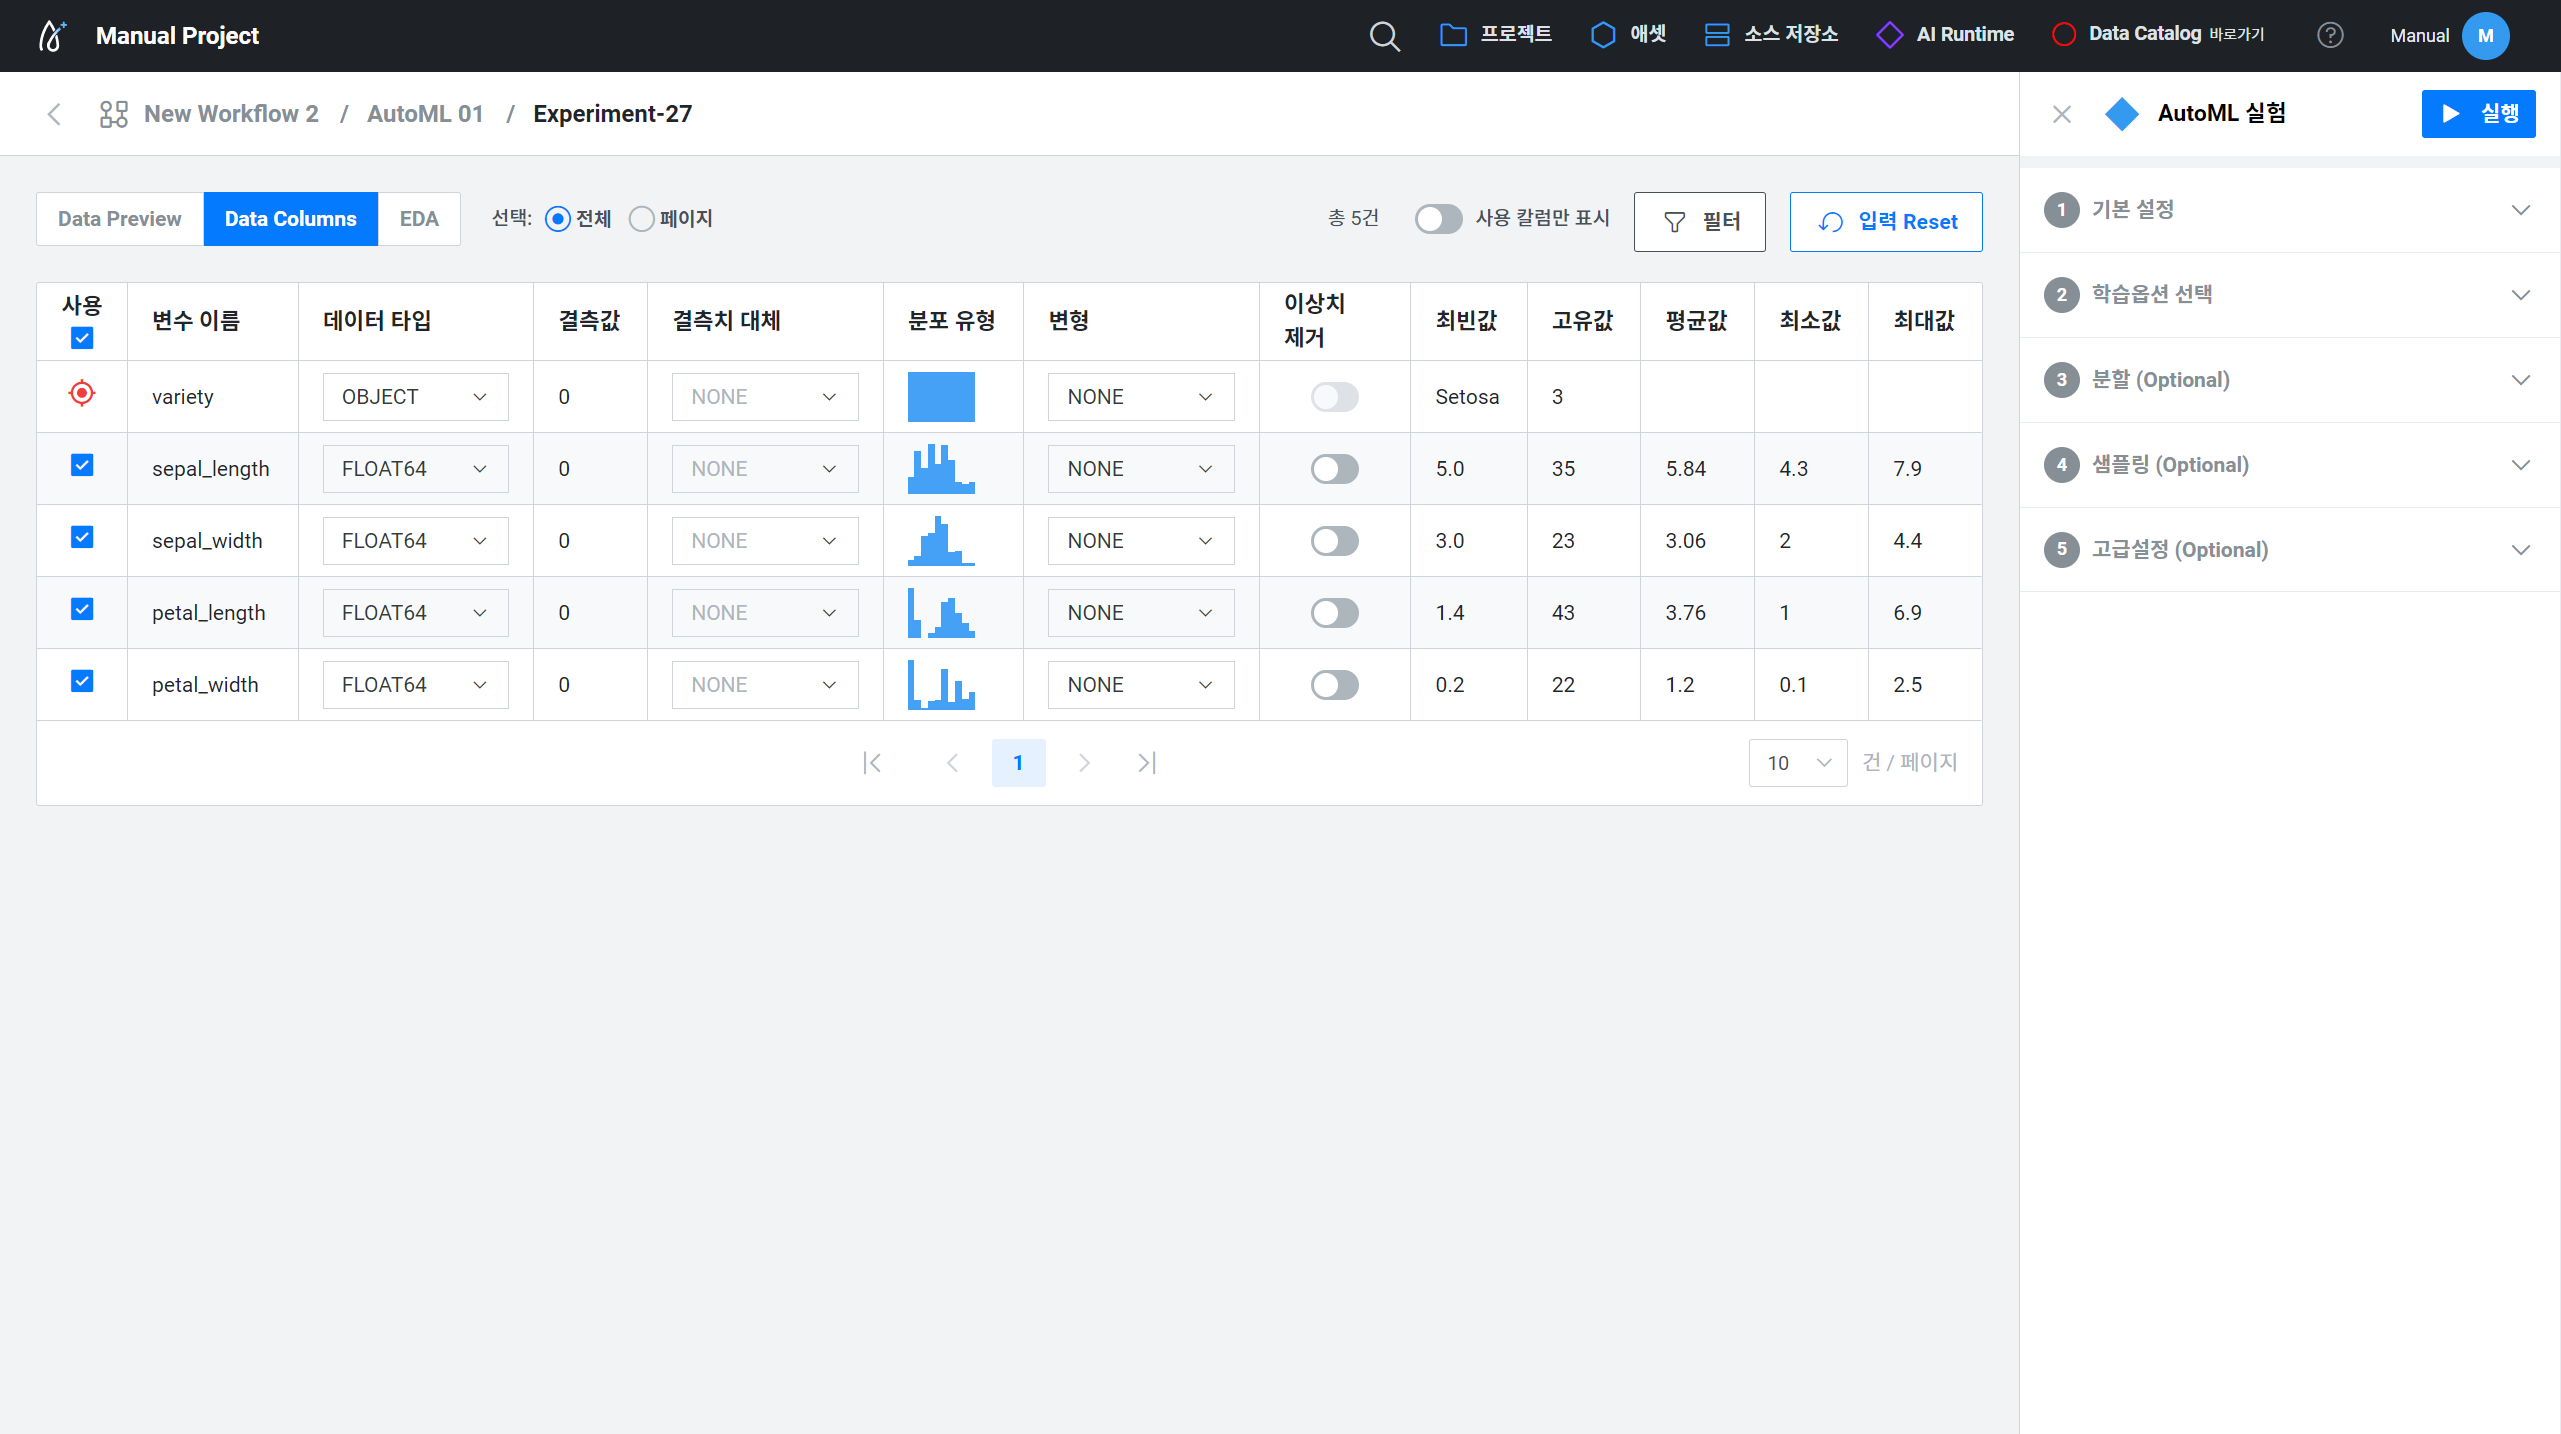 Manual Project
프로젝트
애셋
소스 저장소
AI Runtime
Data Catalog 바로가기
?
Manual
M
New Workflow 2 / AutoML 01 / Experiment-27
AutoML 실험
실행
Data Preview
Data Columns
EDA
선택: 전체 페이지
총 5건
사용 칼럼만 표시
필터
입력 Reset
사용 변수 이름 데이터 타입 결측값 결측치 대체 분포 유형 변형 이상치 제거 최빈값 고유값 평균값 최소값 최대값
variety OBJECT 0 NONE NONE Setosa 3
sepal_length FLOAT64 0 NONE NONE 5.0 35 5.84 4.3 7.9
sepal_width FLOAT64 0 NONE NONE 3.0 23 3.06 2 4.4
petal_length FLOAT64 0 NONE NONE 1.4 43 3.76 1 6.9
petal_width FLOAT64 0 NONE NONE 0.2 22 1.2 0.1 2.5
1
10 건 / 페이지
1 기본 설정
2 학습옵션 선택
3 분할 (Optional)
4 샘플링 (Optional)
5 고급설정 (Optional)